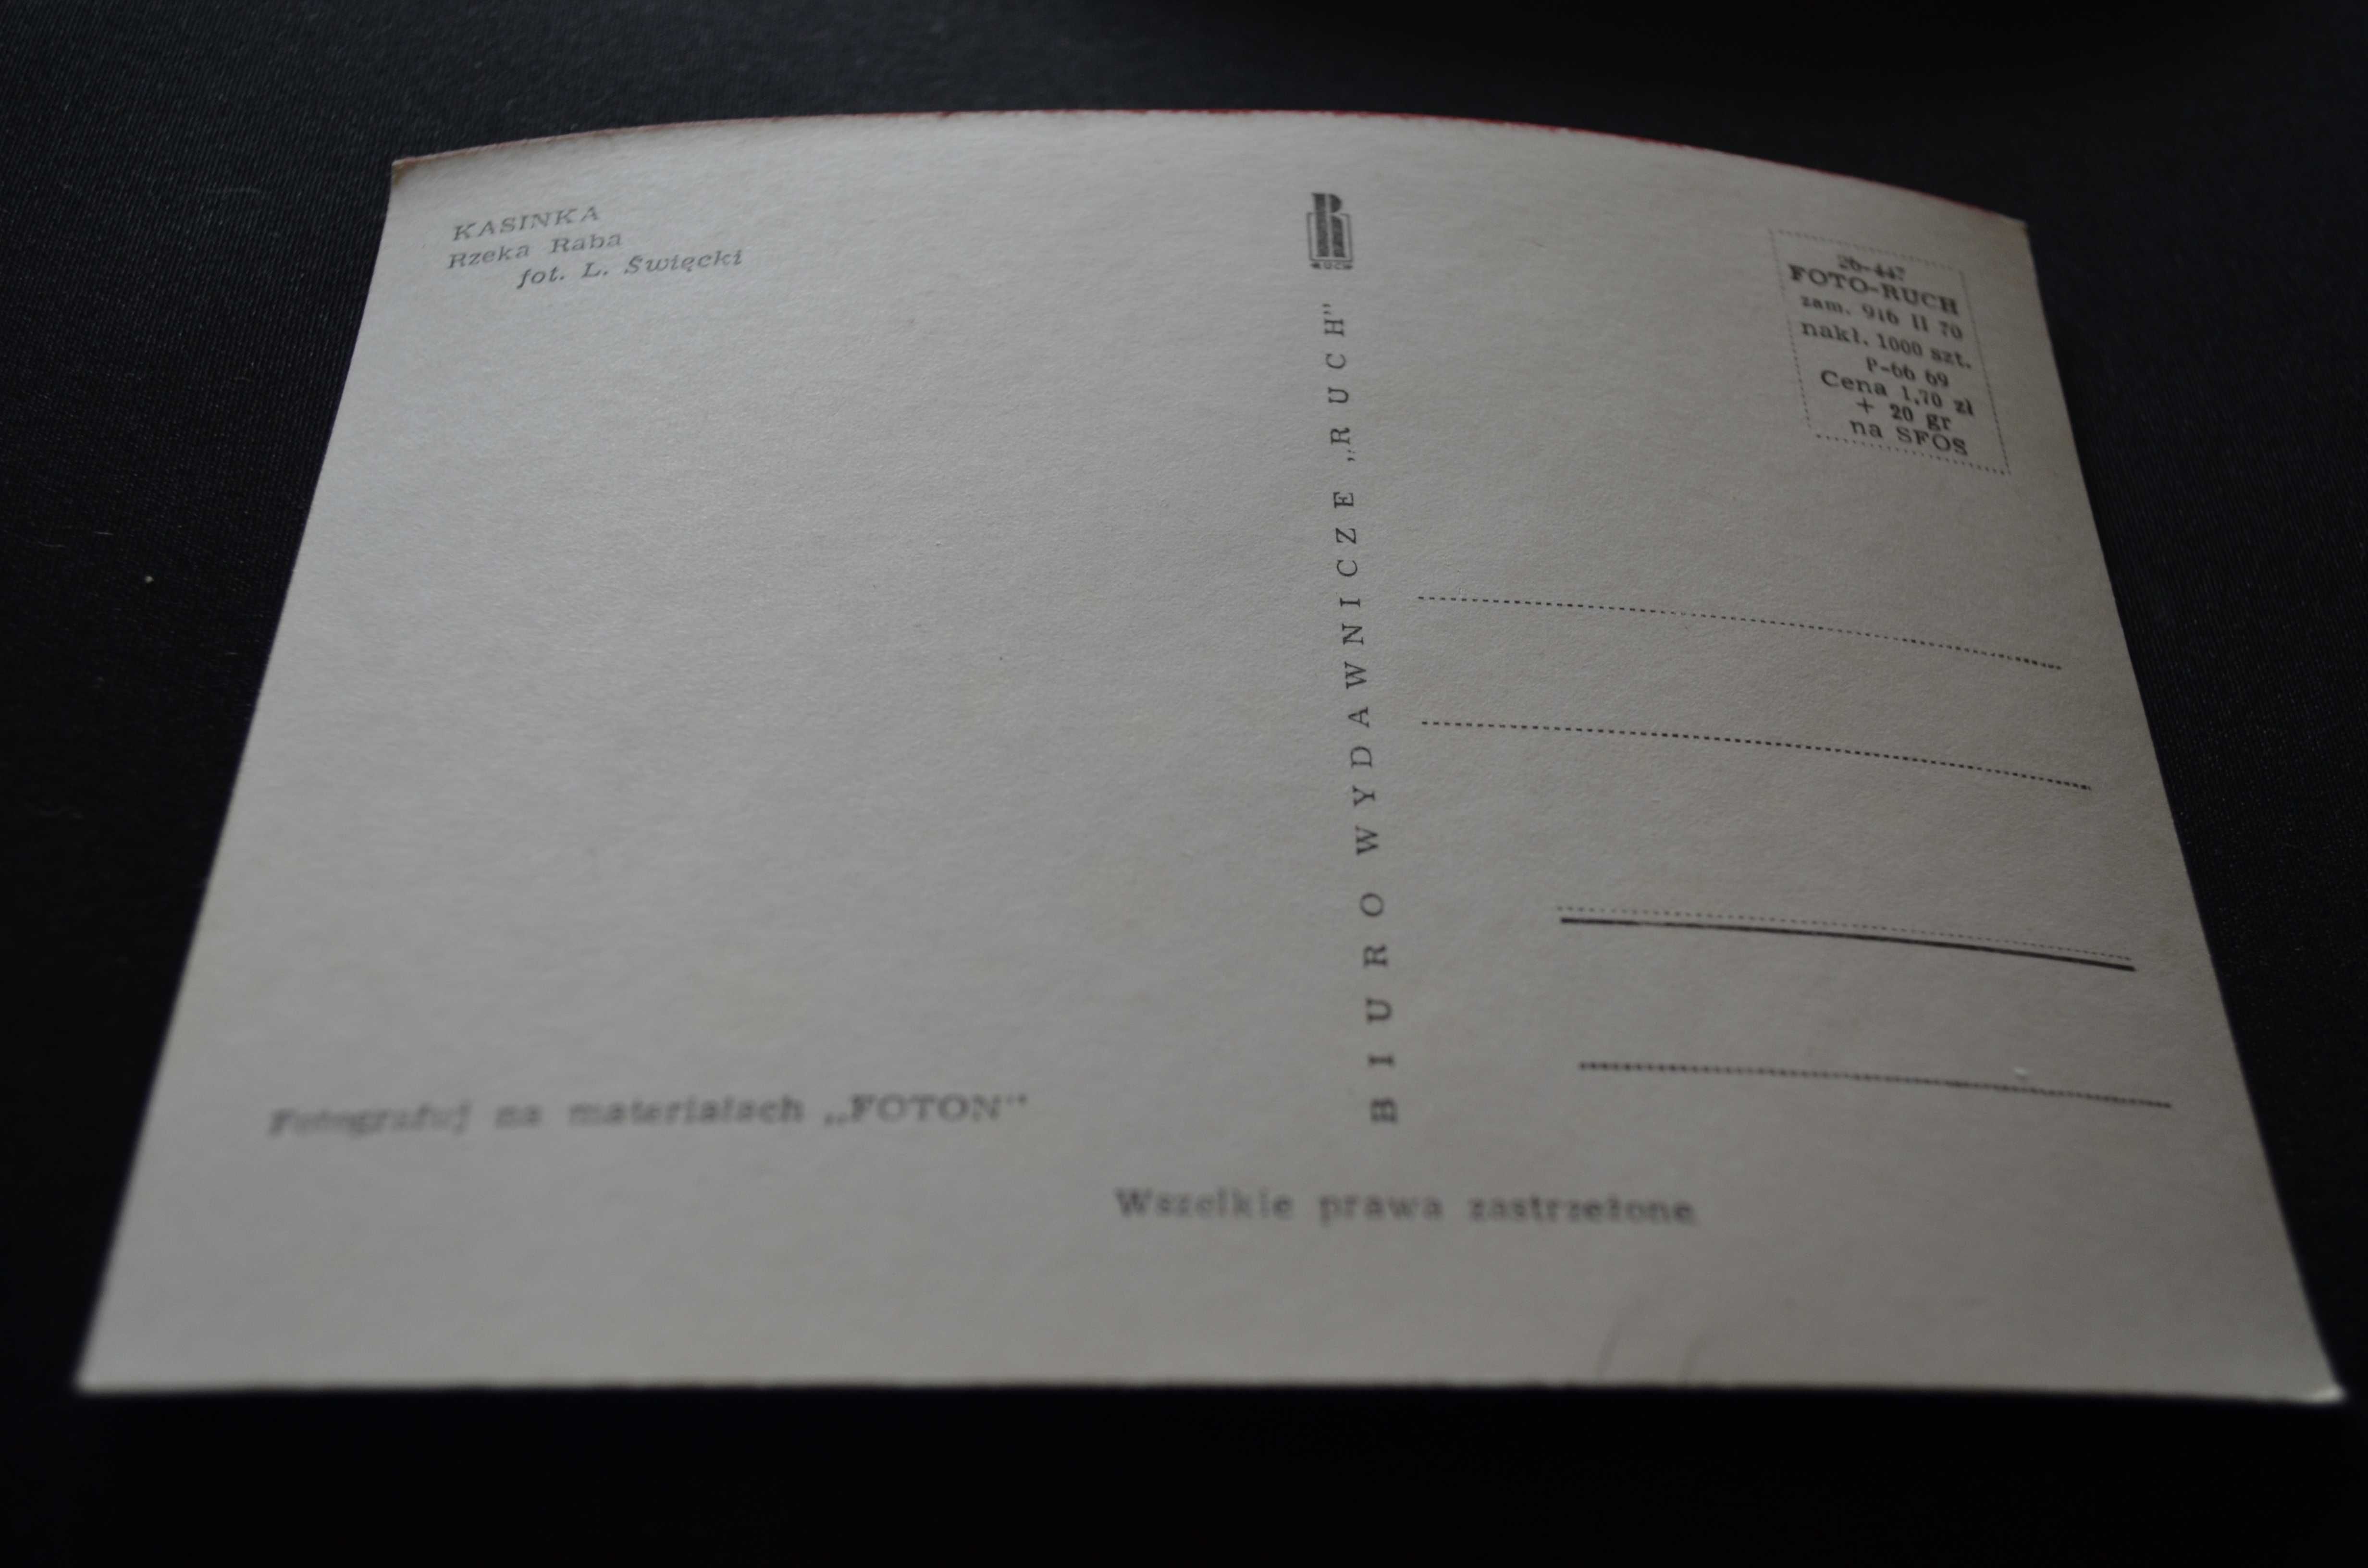 KASINKA
Rzeka Raba
fot. L. Święcki
RUCH
BIURO WYDAWNICZE „RUCH”
26-447
FOTO-RUCH
zam. 916 II 70
nakł. 1000 szt.
P-66 69
Cena 1,70 zł
+ 20 gr
na SFOS
Fotografuj na materiałach „FOTON”
Wszelkie prawa zastrzeżone